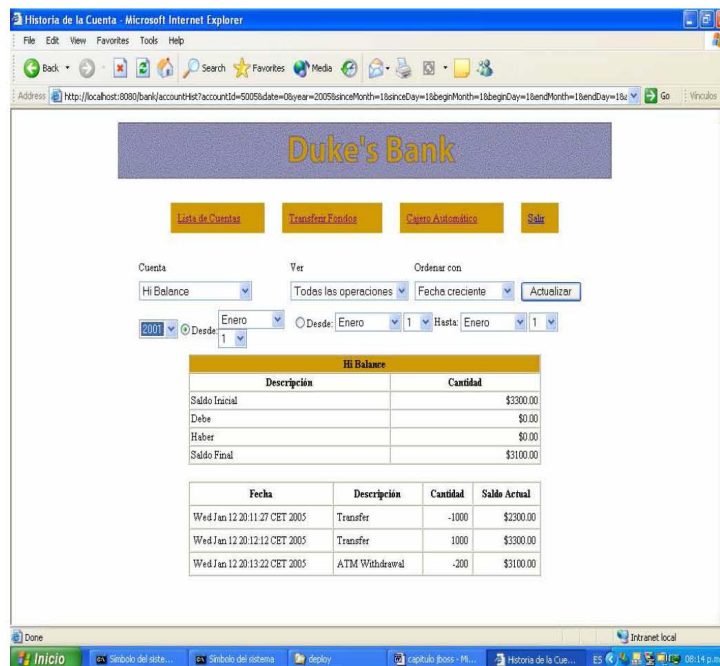 Historia de la Cuenta - Microsoft Internet Explorer
File Edit View Favorites Tools Help
Back Search Favorites Media
Address http://localhost:8080/bank/accountHist?accountId=5005&date=0&year=2005&sinceMonth=1&sinceDay=1&beginMonth=1&beginDay=1&endMonth=1&endDay=1& Go Vínculos
Duke's Bank
Lista de Cuentas Transferir Fondos Cajero Automático Salir
Cuenta Ver Ordenar con
Hi Balance Todas las operaciones Fecha creciente Actualizar
2001 Desde: Enero 1 Desde: Enero 1 Hasta: Enero 1
Hi Balance
Descripción Cantidad
Saldo Inicial $3300.00
Debe $0.00
Haber $0.00
Saldo Final $3100.00
Fecha Descripción Cantidad Saldo Actual
Wed Jan 12 20:11:27 CET 2005 Transfer -1000 $2300.00
Wed Jan 12 20:12:12 CET 2005 Transfer 1000 $3300.00
Wed Jan 12 20:13:22 CET 2005 ATM Withdrawal -200 $3100.00
Done Intranet local
Inicio Símbolo del siste... Símbolo del sistema deploy capitulo jboss - Mi... Historia de la Cue... ES 08:14 p.m.